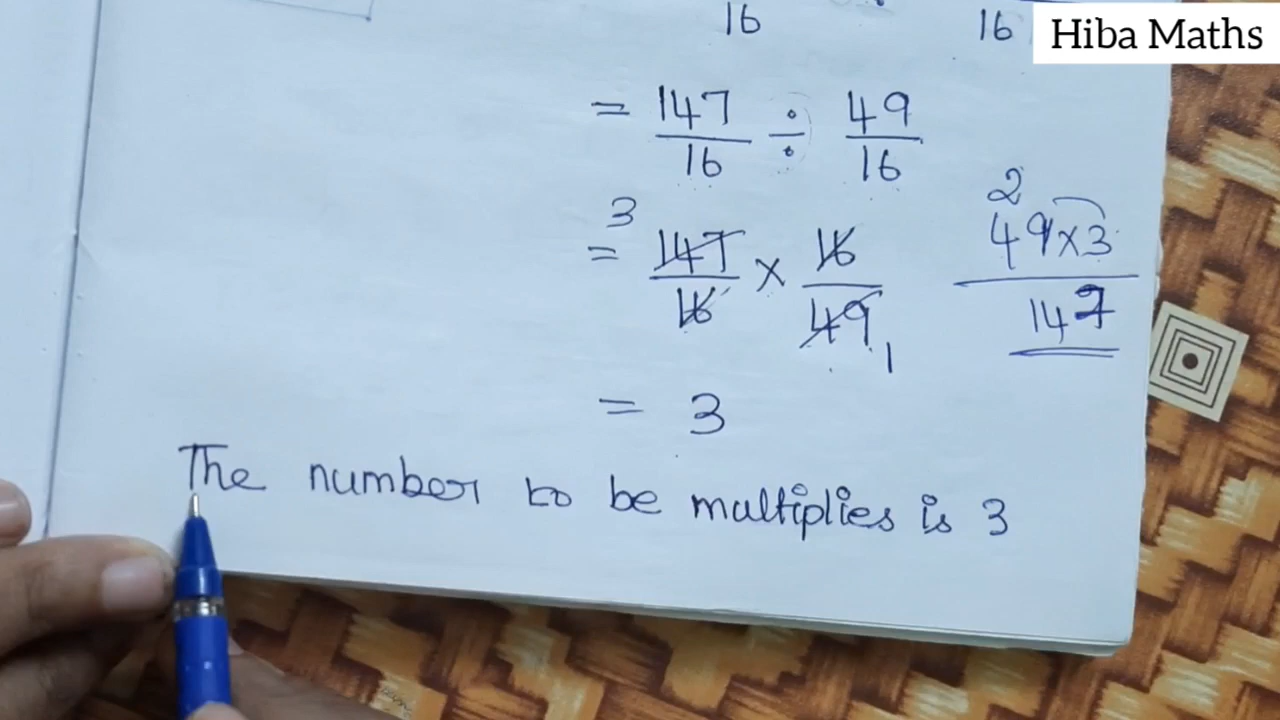 16 16
Hiba Maths
= 147/16 ÷ 49/16
3 2
= 147/16 × 16/49 49×3
1 147
= 3
The number to be multiplies is 3